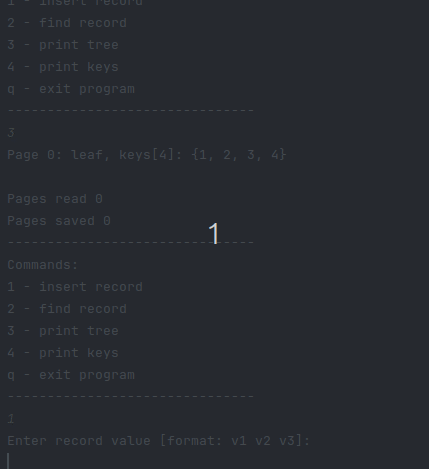 1 - insert record
2 - find record
3 - print tree
4 - print keys
q - exit program
-------------------------------
3
Page 0: leaf, keys[4]: {1, 2, 3, 4}
Pages read 0
Pages saved 0
1
-------------------------------
Commands:
1 - insert record
2 - find record
3 - print tree
4 - print keys
q - exit program
-------------------------------
1
Enter record value [format: v1 v2 v3]: